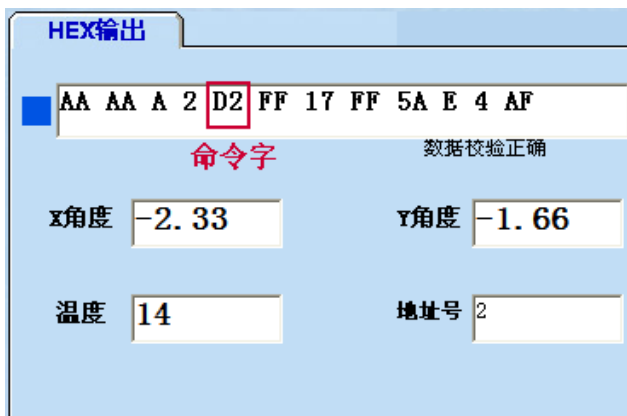 HEX输出
AA AA A 2 D2 FF 17 FF 5A E 4 AF
命令字 数据校验正确
X角度 -2.33 Y角度 -1.66
温度 14 地址号 2